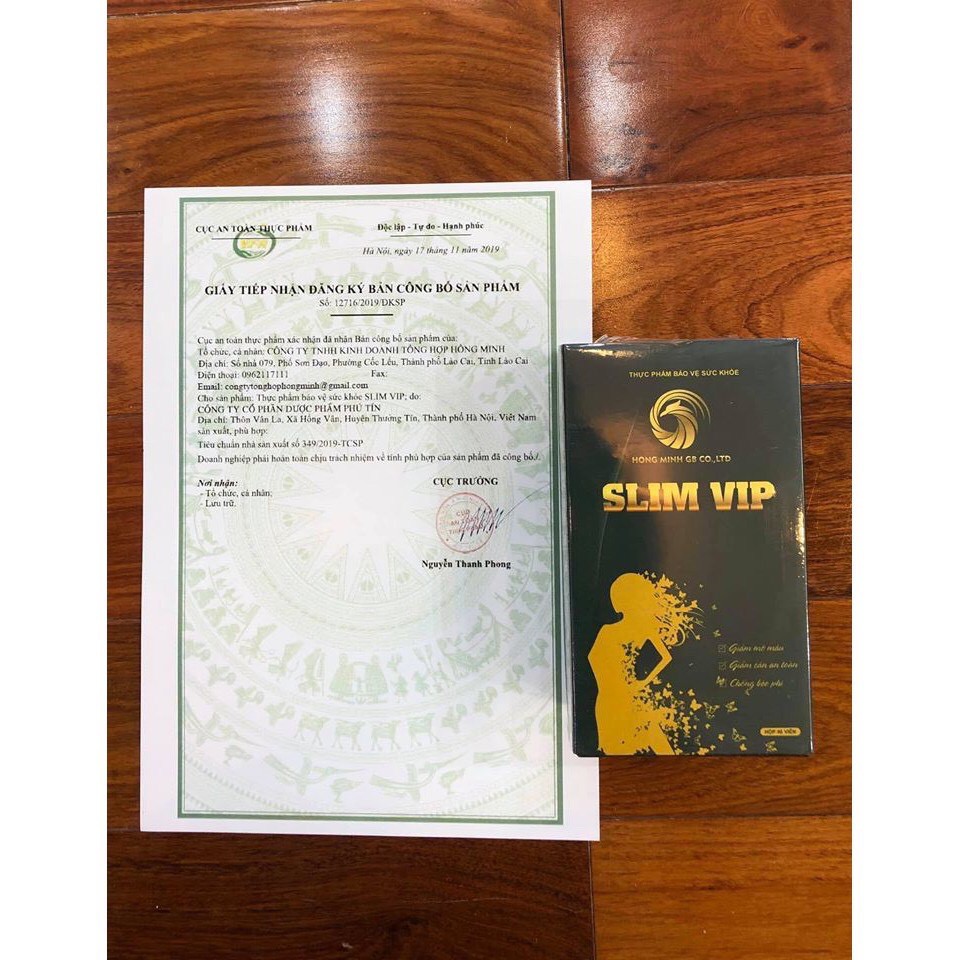 CỤC AN TOÀN THỰC PHẨM
Độc lập - Tự do - Hạnh phúc
VFA
Hà Nội, ngày 17 tháng 11 năm 2019
GIẤY TIẾP NHẬN ĐĂNG KÝ BẢN CÔNG BỐ SẢN PHẨM
Số: 12716/2019/ĐKSP
Cục an toàn thực phẩm xác nhận đã nhận Bản công bố sản phẩm của:
Tổ chức, cá nhân: CÔNG TY TNHH KINH DOANH TỔNG HỢP HỒNG MINH
Địa chỉ: Số nhà 079, Phố Sơn Đạo, Phường Cốc Lếu, Thành phố Lào Cai, Tỉnh Lào Cai
Điện thoại: 0962117111 Fax:
Email: congtytonghophongminh@gmail.com
Cho sản phẩm: Thực phẩm bảo vệ sức khỏe SLIM VIP; do:
CÔNG TY CỔ PHẦN DƯỢC PHẨM PHÚ TÍN
Địa chỉ: Thôn Vân La, Xã Hồng Vân, Huyện Thường Tín, Thành phố Hà Nội, Việt Nam
sản xuất, phù hợp:
Tiêu chuẩn nhà sản xuất số 349/2019-TCSP
Doanh nghiệp phải hoàn toàn chịu trách nhiệm về tính phù hợp của sản phẩm đã công bố./.
Nơi nhận:
- Tổ chức, cá nhân;
- Lưu trữ.
CỤC TRƯỞNG
CỤC
AN TOÀN
Nguyễn Thanh Phong
THỰC PHẨM BẢO VỆ SỨC KHỎE
HONG MINH GB CO.,LTD
SLIM VIP
Giảm mỡ máu
Giảm cân an toàn
Chống béo phì